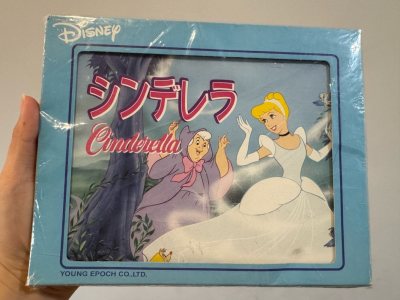 DISNEY
シンデレラ
Cinderella
YOUNG EPOCH CO.,LTD.